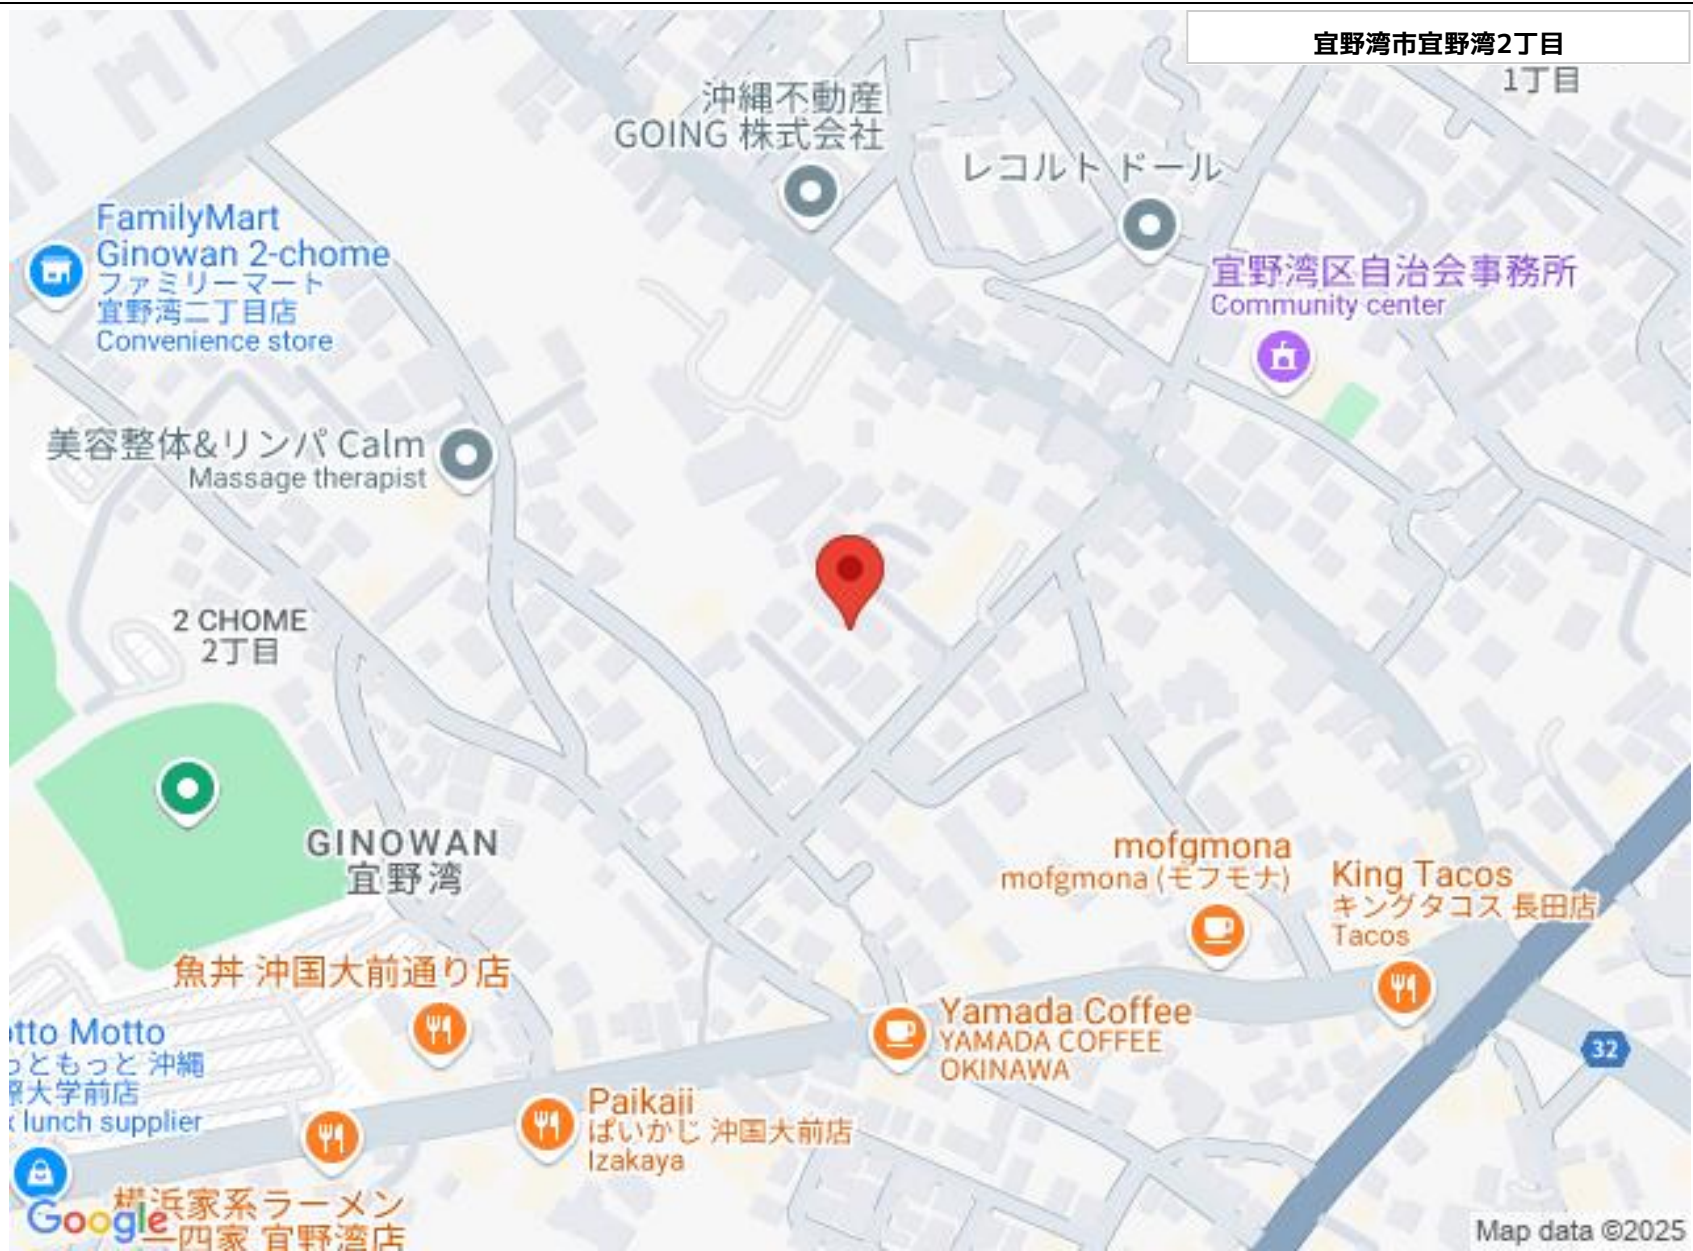 宜野湾市宜野湾2丁目
1丁目
沖縄不動産
GOING 株式会社
レコルト ドール
FamilyMart
Ginowan 2-chome
ファミリーマート
宜野湾二丁目店
Convenience store
宜野湾区自治会事務所
Community center
美容整体&リンパ Calm
Massage therapist
2 CHOME
2丁目
GINOWAN
宜野湾
mofgmona
mofgmona (モフモナ)
King Tacos
キングタコス 長田店
Tacos
魚丼 沖国大前通り店
Yamada Coffee
YAMADA COFFEE
OKINAWA
32
otto Motto
っともっと 沖縄
際大学前店
x lunch supplier
Paikaji
ぱいかじ 沖国大前店
Izakaya
横浜家系ラーメン
四家 宜野湾店
Google
Map data ©2025